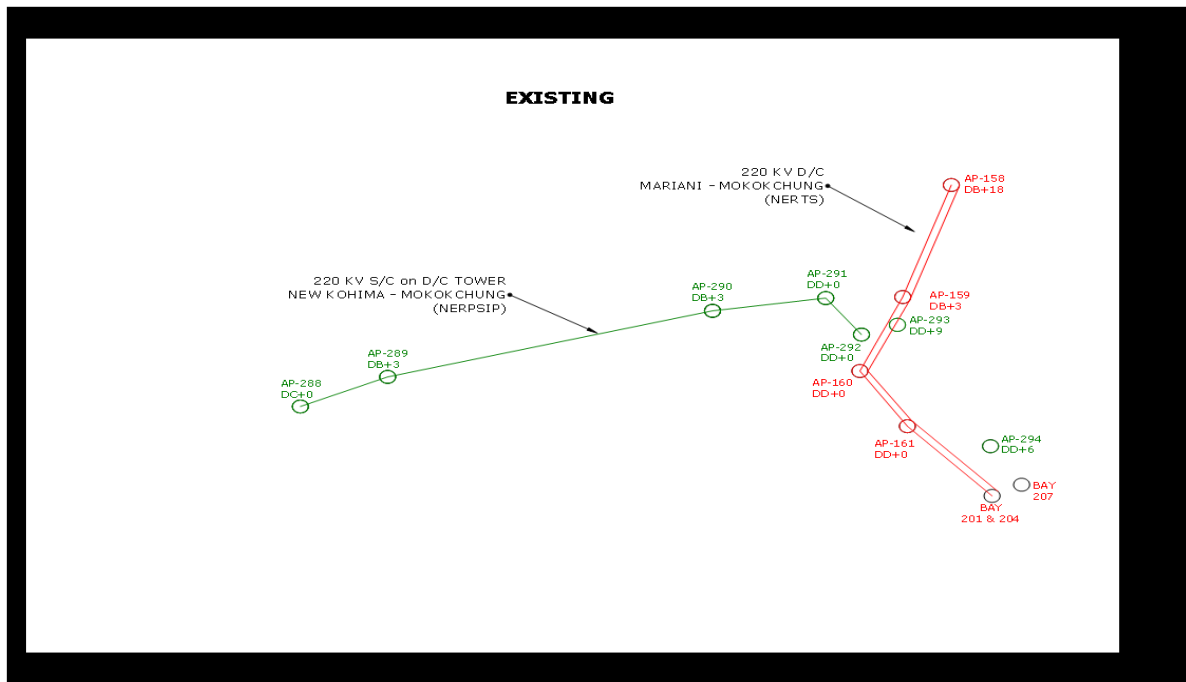 EXISTING
220 KV D/C
MARIANI - MOKOKCHUNG
(NERTS)
AP-158
DB+18
220 KV S/C on D/C TOWER
NEW KOHIMA - MOKOKCHUNG
(NERPSIP)
AP-290
DB+3
AP-291
DD+0
AP-159
DB+3
AP-293
DD+9
AP-292
DD+0
AP-289
DB+3
AP-288
DC+0
AP-160
DD+0
AP-161
DD+0
AP-294
DD+6
BAY
207
BAY
201 & 204